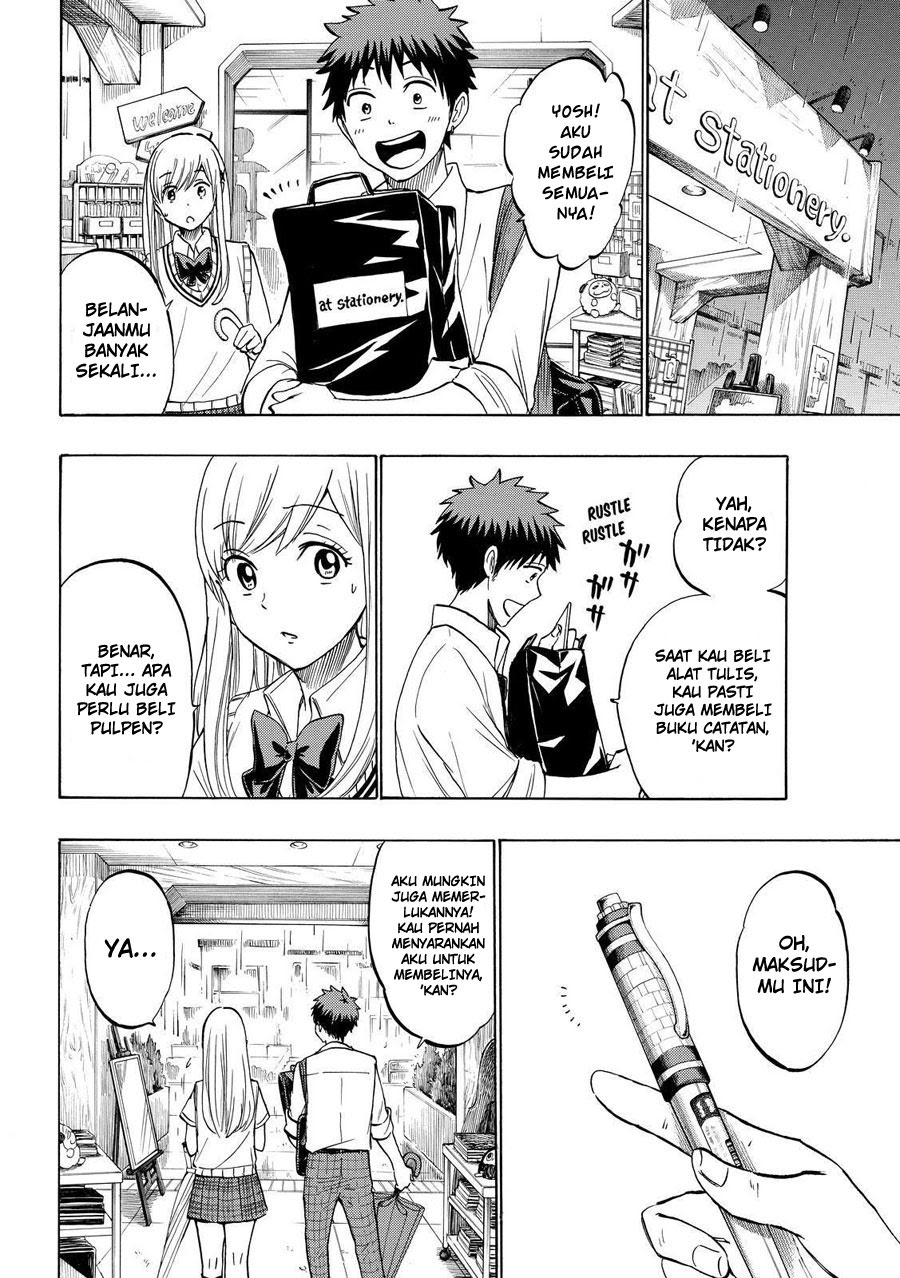 at stationery.
YOSH!
AKU
SUDAH
MEMBELI
SEMUA-
NYA!
welcome
at stationery.
BELAN-
JAANMU
BANYAK
SEKALI...
YAH,
KENAPA
TIDAK?
SAAT KAU BELI
ALAT TULIS,
KAU PASTI
JUGA MEMBELI
BUKU CATATAN,
'KAN?
RUSTLE
RUSTLE
ガサ
ガサ
BENAR,
TAPI... APA
KAU JUGA
PERLU BELI
PULPEN?
OH,
MAKSUD-
MU INI!
AKU MUNGKIN
JUGA MEMER-
LUKANNYA!
KAU PERNAH
MENYARANKAN
AKU UNTUK
MEMBELINYA,
'KAN?
YA...